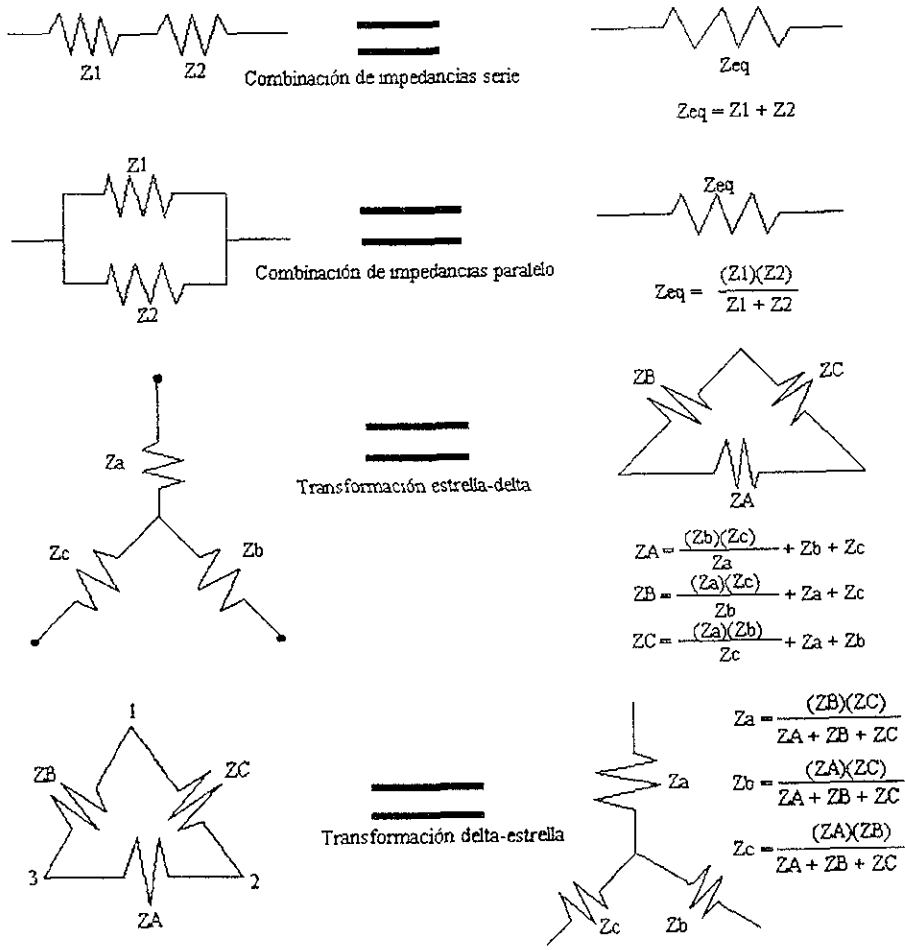 Z1
Z2
Combinación de impedancias serie
Zeq
Zeq = Z1 + Z2
Z1
Z2
Combinación de impedancias paralelo
Zeq
Zeq = (Z1)(Z2)
Z1 + Z2
Za
Zc
Zb
Transformación estrella-delta
ZB
ZC
ZA
ZA = (Zb)(Zc) + Zb + Zc
Za
ZB = (Za)(Zc) + Za + Zc
Zb
ZC = (Za)(Zb) + Za + Zb
Zc
1
ZB
ZC
3
2
ZA
Transformación delta-estrella
Za
Zc
Zb
Za = (ZB)(ZC)
ZA + ZB + ZC
Zb = (ZA)(ZC)
ZA + ZB + ZC
Zc = (ZA)(ZB)
ZA + ZB + ZC